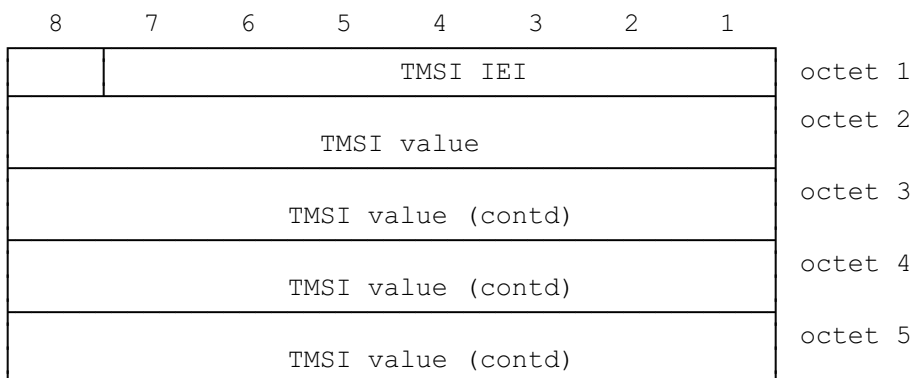 8 7 6 5 4 3 2 1
TMSI IEI octet 1
octet 2
TMSI value
octet 3
TMSI value (contd)
octet 4
TMSI value (contd)
octet 5
TMSI value (contd)